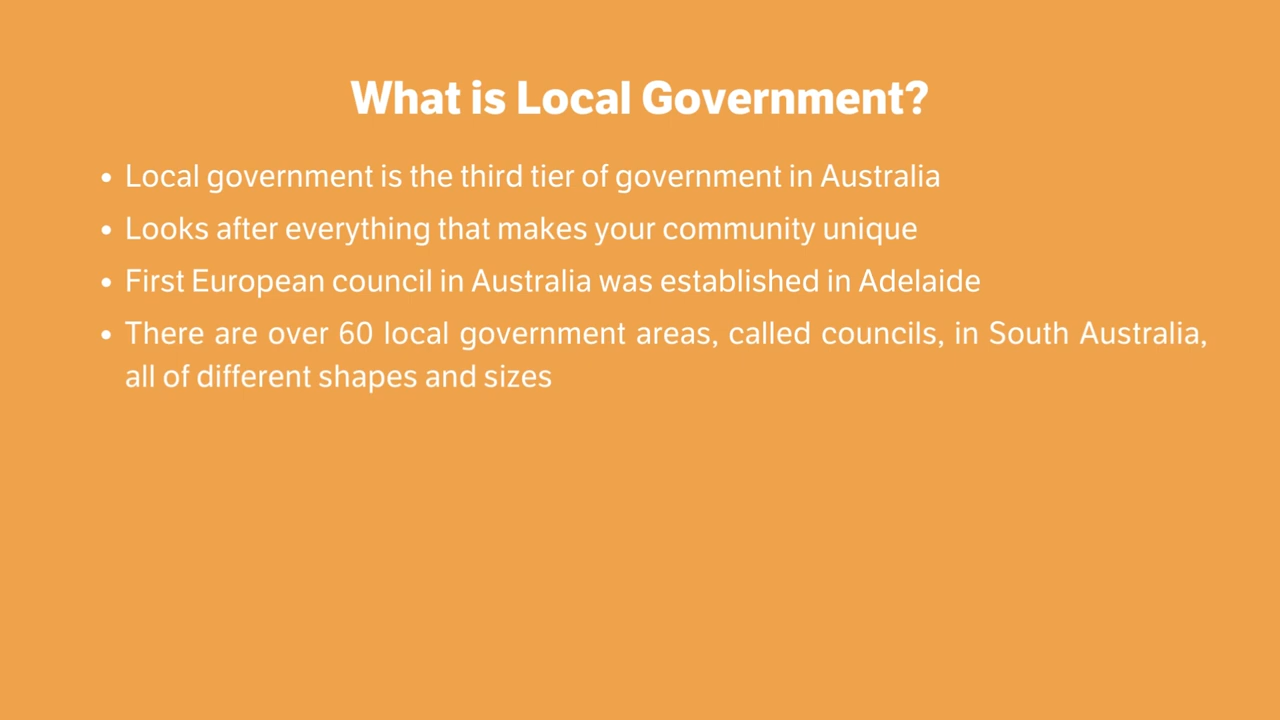 What is Local Government?
• Local government is the third tier of government in Australia
• Looks after everything that makes your community unique
• First European council in Australia was established in Adelaide
• There are over 60 local government areas, called councils, in South Australia,
all of different shapes and sizes